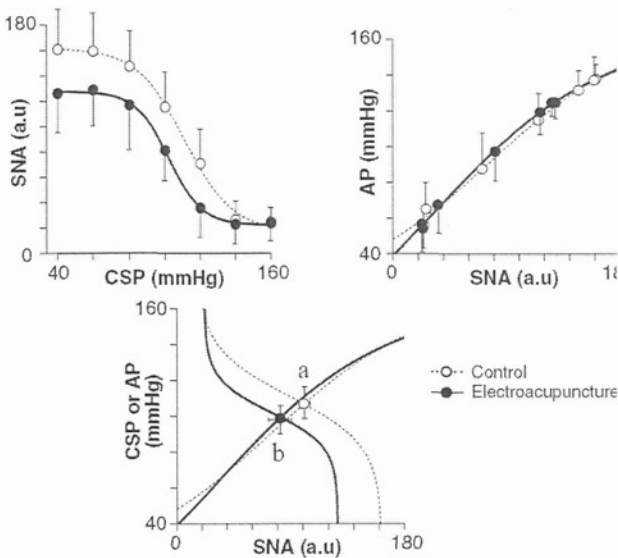 180
SNA (a.u)
0
40
CSP (mmHg)
160
160
AP (mmHg)
40
0
SNA (a.u)
18
160
CSP or AP
(mmHg)
40
a
b
0
SNA (a.u)
180
Control
Electroacupuncture